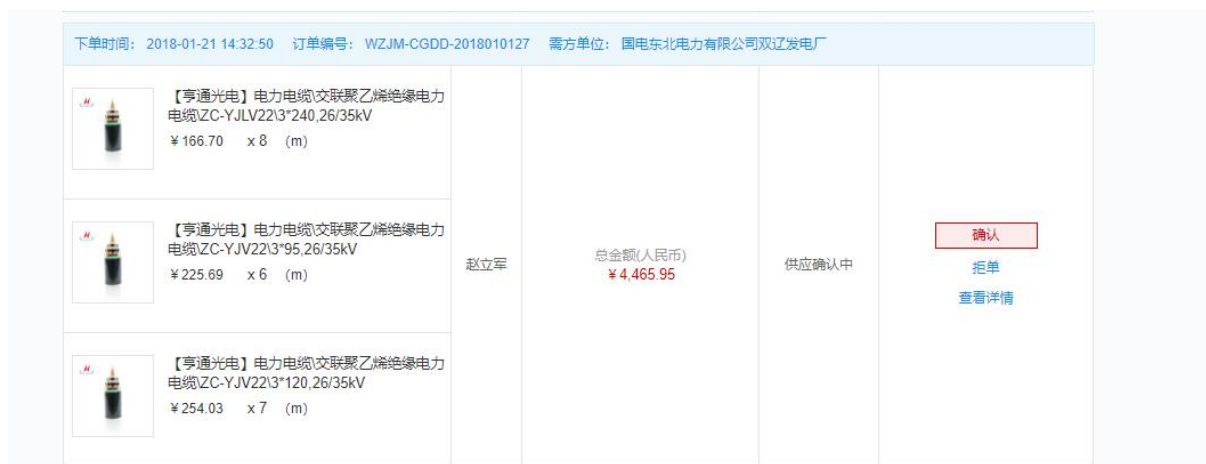 下单时间： 2018-01-21 14:32:50 订单编号： WZJM-CGDD-2018010127 需方单位： 国电东北电力有限公司双辽发电厂
【亨通光电】电力电缆\交联聚乙烯绝缘电力
电缆\ZC-YJLV22\3*240,26/35kV
￥166.70 x 8 （m）
【亨通光电】电力电缆\交联聚乙烯绝缘电力
电缆\ZC-YJV22\3*95,26/35kV
￥225.69 x 6 （m）
【亨通光电】电力电缆\交联聚乙烯绝缘电力
电缆\ZC-YJV22\3*120,26/35kV
￥254.03 x 7 （m）
赵立军
总金额(人民币)
￥4,465.95
供应确认中
确认
拒单
查看详情